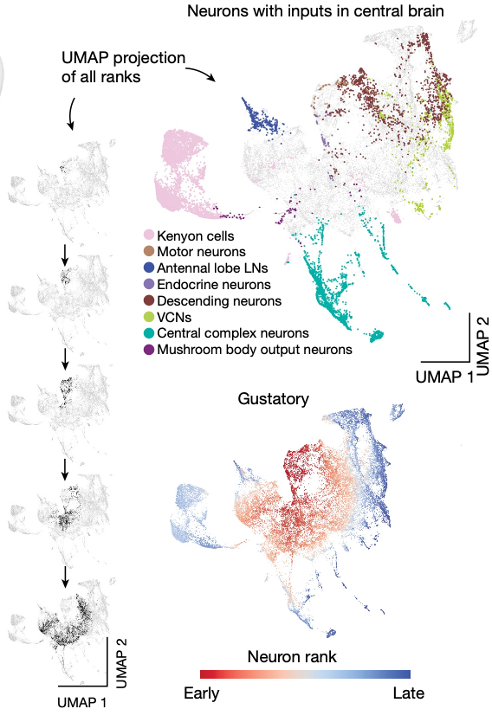 Neurons with inputs in central brain
UMAP projection
of all ranks
Kenyon cells
Motor neurons
Antennal lobe LNs
Endocrine neurons
Descending neurons
VCNs
Central complex neurons
Mushroom body output neurons
UMAP 1
UMAP 2
Gustatory
Neuron rank
Early
Late
UMAP 1
UMAP 2